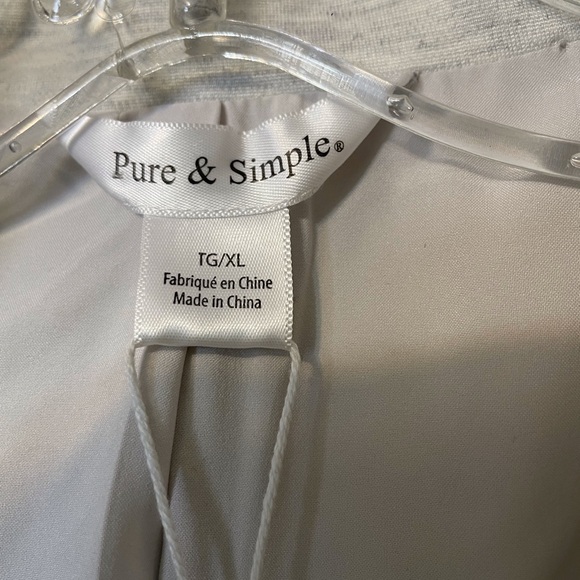 Pure & Simple®
TG/XL
Fabriqué en Chine
Made in China